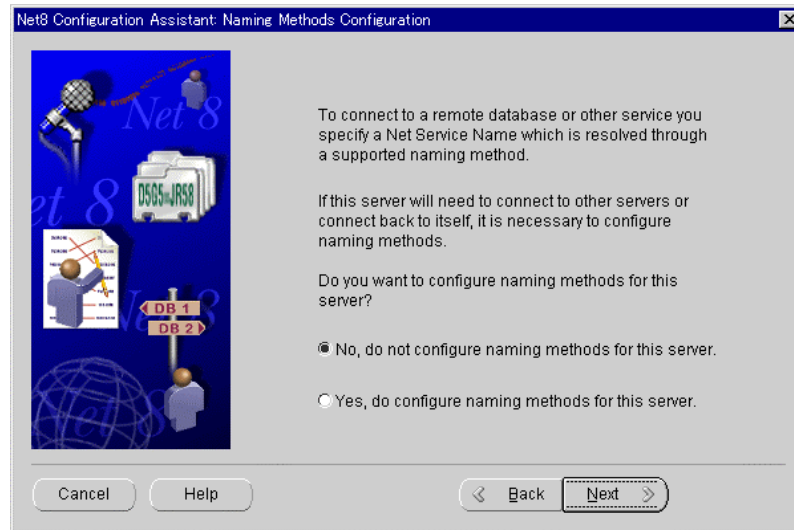 Net8 Configuration Assistant: Naming Methods Configuration
Net 8
D5G5-JR58
et 8
DB 1
DB 2
Net 8
Net 8
To connect to a remote database or other service you
specify a Net Service Name which is resolved through
a supported naming method.
If this server will need to connect to other servers or
connect back to itself, it is necessary to configure
naming methods.
Do you want to configure naming methods for this
server?
No, do not configure naming methods for this server.
Yes, do configure naming methods for this server.
Cancel
Help
Back
Next